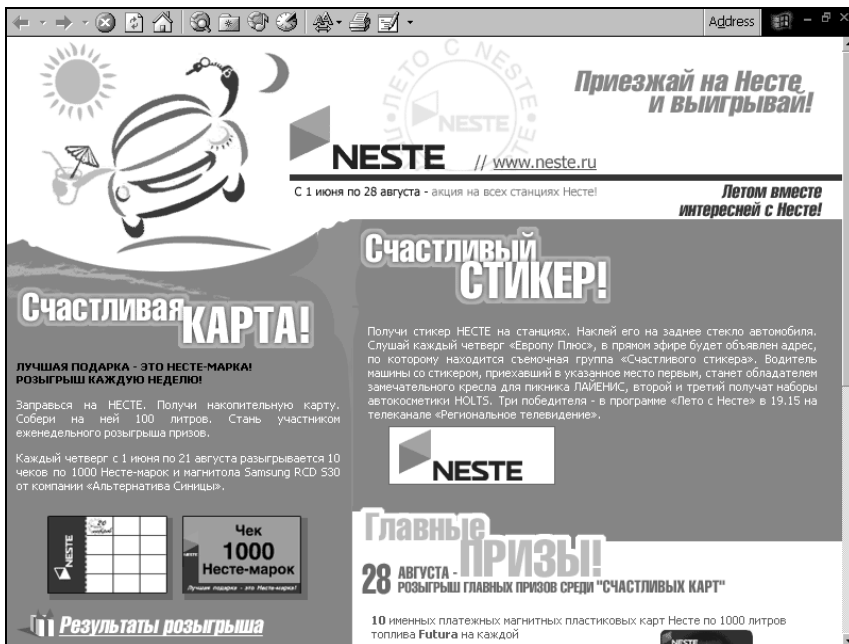 Address
ЛЕТО С NESTE
NESTE
Приезжай на Несте
и выигрывай!
NESTE // www.neste.ru
С 1 июня по 28 августа - акция на всех станциях Несте!
Летом вместе
интересней с Несте!
Счастливая
КАРТА!
ЛУЧШАЯ ПОДАРКА - ЭТО НЕСТЕ-МАРКА!
РОЗЫГРЫШ КАЖДУЮ НЕДЕЛЮ!
Заправься на НЕСТЕ. Получи накопительную карту.
Собери на ней 100 литров. Стань участником
еженедельного розыгрыша призов.
Каждый четверг с 1 июня по 21 августа разыгрывается 10
чеков по 1000 Несте-марок и магнитола Samsung RCD S30
от компании «Альтернатива Синицы».
NESTE
Чек
1000
Несте-марок
Лучшая подарка - это Несте-марка!
Результаты розыгрыша
Счастливый
СТИКЕР!
Получи стикер НЕСТЕ на станциях. Наклей его на заднее стекло автомобиля.
Слушай каждый четверг «Европу Плюс», в прямом эфире будет объявлен адрес,
по которому находится съемочная группа «Счастливого стикера». Водитель
машины со стикером, приехавший в указанное место первым, станет обладателем
замечательного кресла для пикника ЛАЙЕНИС, второй и третий получат наборы
автокосметики HOLTS. Три победителя - в программе «Лето с Несте» в 19.15 на
телеканале «Региональное телевидение».
NESTE
Главные
ПРИЗЫ!
28 АВГУСТА -
РОЗЫГРЫШ ГЛАВНЫХ ПРИЗОВ СРЕДИ "СЧАСТЛИВЫХ КАРТ"
10 именных платежных магнитных пластиковых карт Несте по 1000 литров
топлива Futura на каждой
NESTE